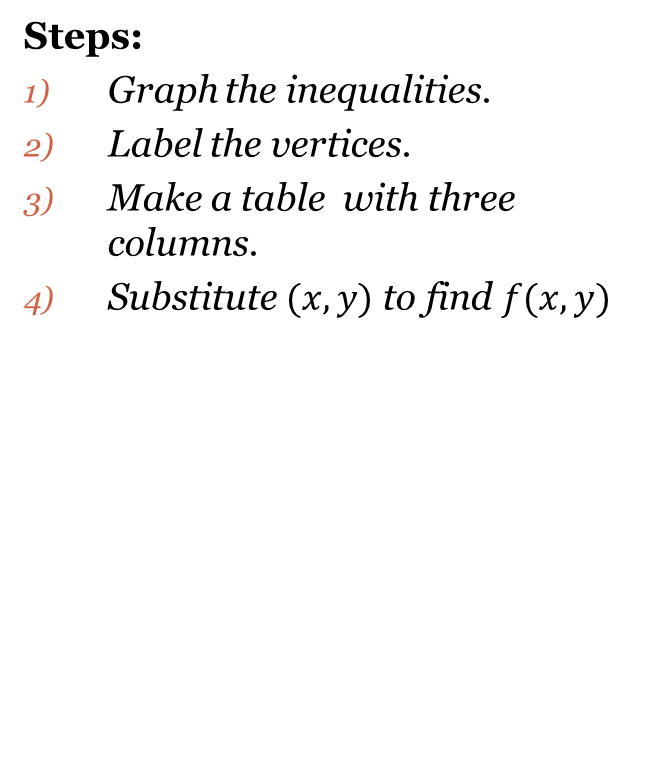 Steps:
1) Graph the inequalities.
2) Label the vertices.
3) Make a table with three
columns.
4) Substitute (x, y) to find f(x, y)